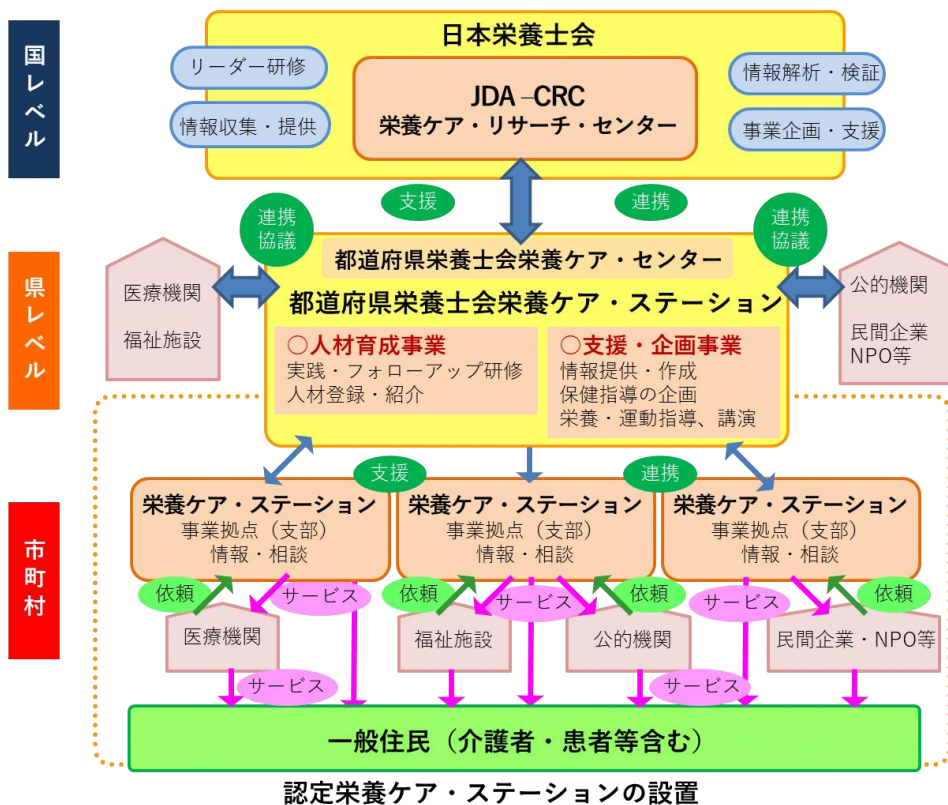 国レベル
日本栄養士会
リーダー研修
情報収集・提供
JDA–CRC
栄養ケア・リサーチ・センター
情報解析・検証
事業企画・支援
支援
連携
連携
協議
連携
協議
県レベル
医療機関
福祉施設
都道府県栄養士会栄養ケア・センター
都道府県栄養士会栄養ケア・ステーション
〇人材育成事業
実践・フォローアップ研修
人材登録・紹介
〇支援・企画事業
情報提供・作成
保健指導の企画
栄養・運動指導、講演
公的機関
民間企業
NPO等
支援
連携
市町村
栄養ケア・ステーション
事業拠点（支部）
情報・相談
栄養ケア・ステーション
事業拠点（支部）
情報・相談
栄養ケア・ステーション
事業拠点（支部）
情報・相談
依頼
サービス
依頼
サービス
依頼
サービス
依頼
医療機関
福祉施設
公的機関
民間企業・NPO等
サービス
サービス
一般住民（介護者・患者等含む）
認定栄養ケア・ステーションの設置